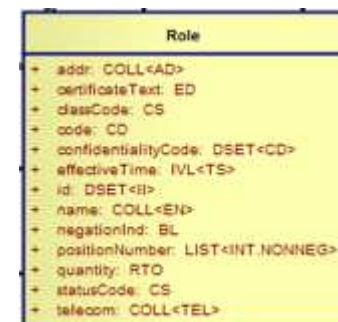 Role
+ addr: COLL<AD>
+ certificateText: ED
+ classCode: CS
+ code: CD
+ confidentialityCode: DSET<CD>
+ effectiveTime: IVL<TS>
+ id: DSET<II>
+ name: COLL<EN>
+ negationInd: BL
+ positionNumber: LIST<INT.NONNEG>
+ quantity: RTO
+ statusCode: CS
+ telecom: COLL<TEL>